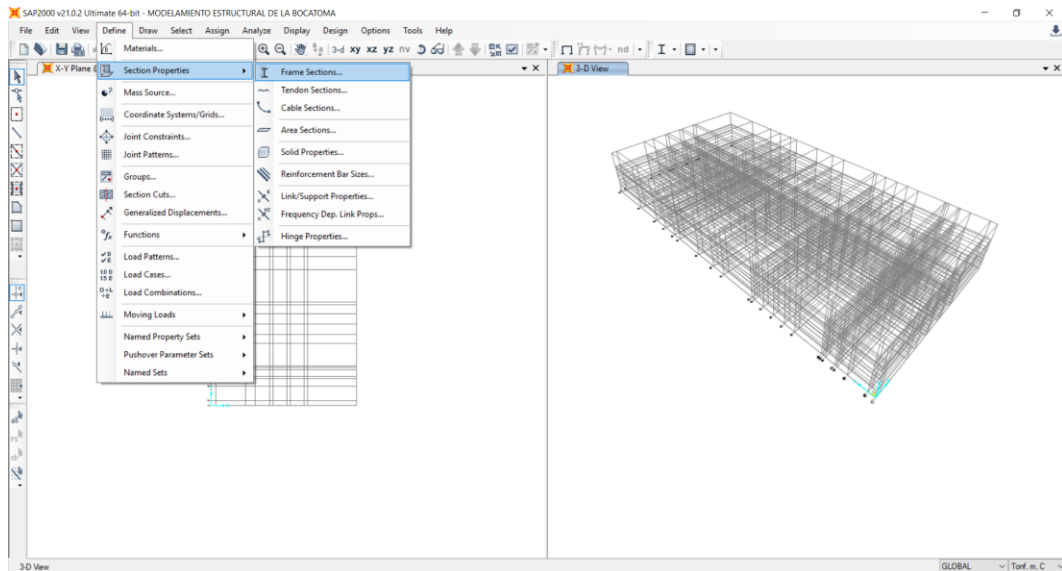 SAP2000 v21.0.2 Ultimate 64-bit - MODELAMIENTO ESTRUCTURAL DE LA BOCATOMA
File Edit View Define Draw Select Assign Analyze Display Design Options Tools Help
3-d xy xz yz nv
nd
X-Y Plane
3-D View
Materials...
Section Properties
Mass Source...
Coordinate Systems/Grids...
Joint Constraints...
Joint Patterns...
Groups...
Section Cuts...
Generalized Displacements...
Functions
Load Patterns...
Load Cases...
Load Combinations...
Moving Loads
Named Property Sets
Pushover Parameter Sets
Named Sets
Frame Sections...
Tendon Sections...
Cable Sections...
Area Sections...
Solid Properties...
Reinforcement Bar Sizes...
Link/Support Properties...
Frequency Dep. Link Props...
Hinge Properties...
3-D View
GLOBAL
Tonf, m, C